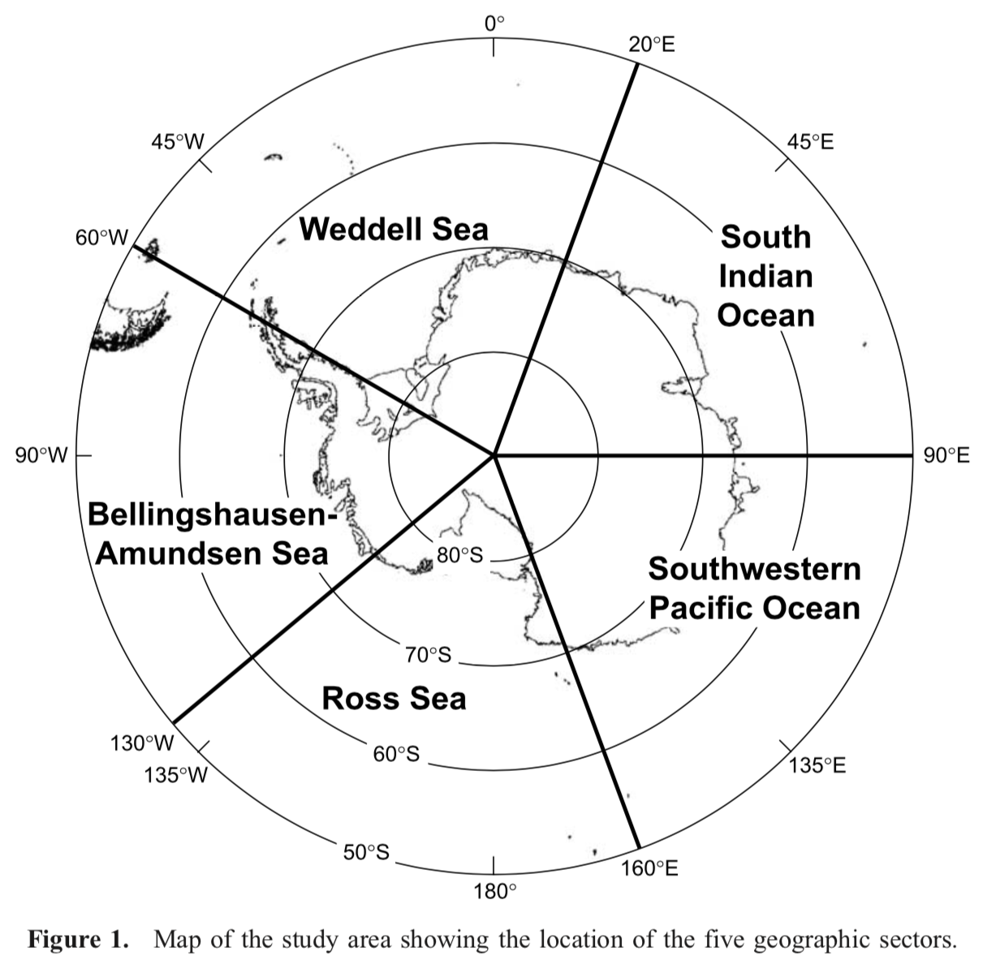 0°
20°E
45°W
45°E
60°W
Weddell Sea
South
Indian
Ocean
90°W
90°E
Bellingshausen-
Amundsen Sea
80°S
Southwestern
Pacific Ocean
70°S
Ross Sea
130°W
60°S
135°W
135°E
50°S
160°E
180°
Figure 1. Map of the study area showing the location of the five geographic sectors.